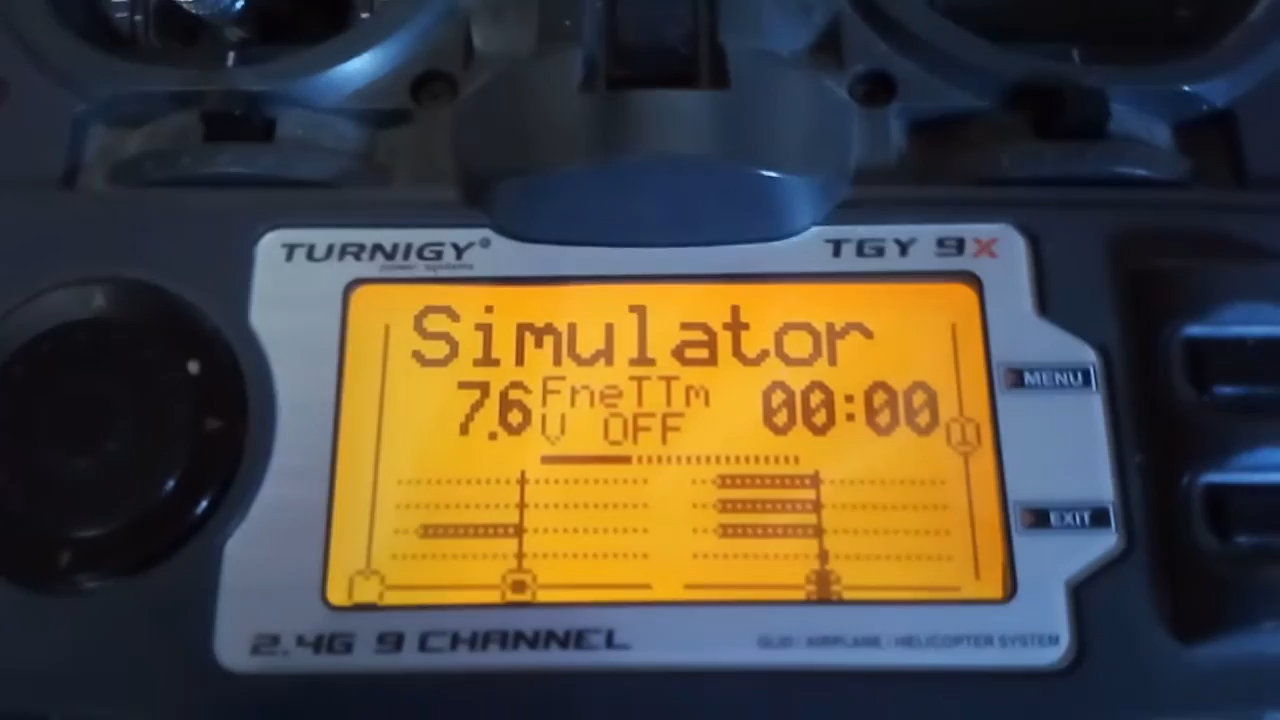 TURNIGY®
power systems
TGY 9X
Simulator
7.6 V FneTTm OFF 00:00
MENU
EXIT
2.4G 9 CHANNEL
GLID / AIRPLANE / HELICOPTER SYSTEM